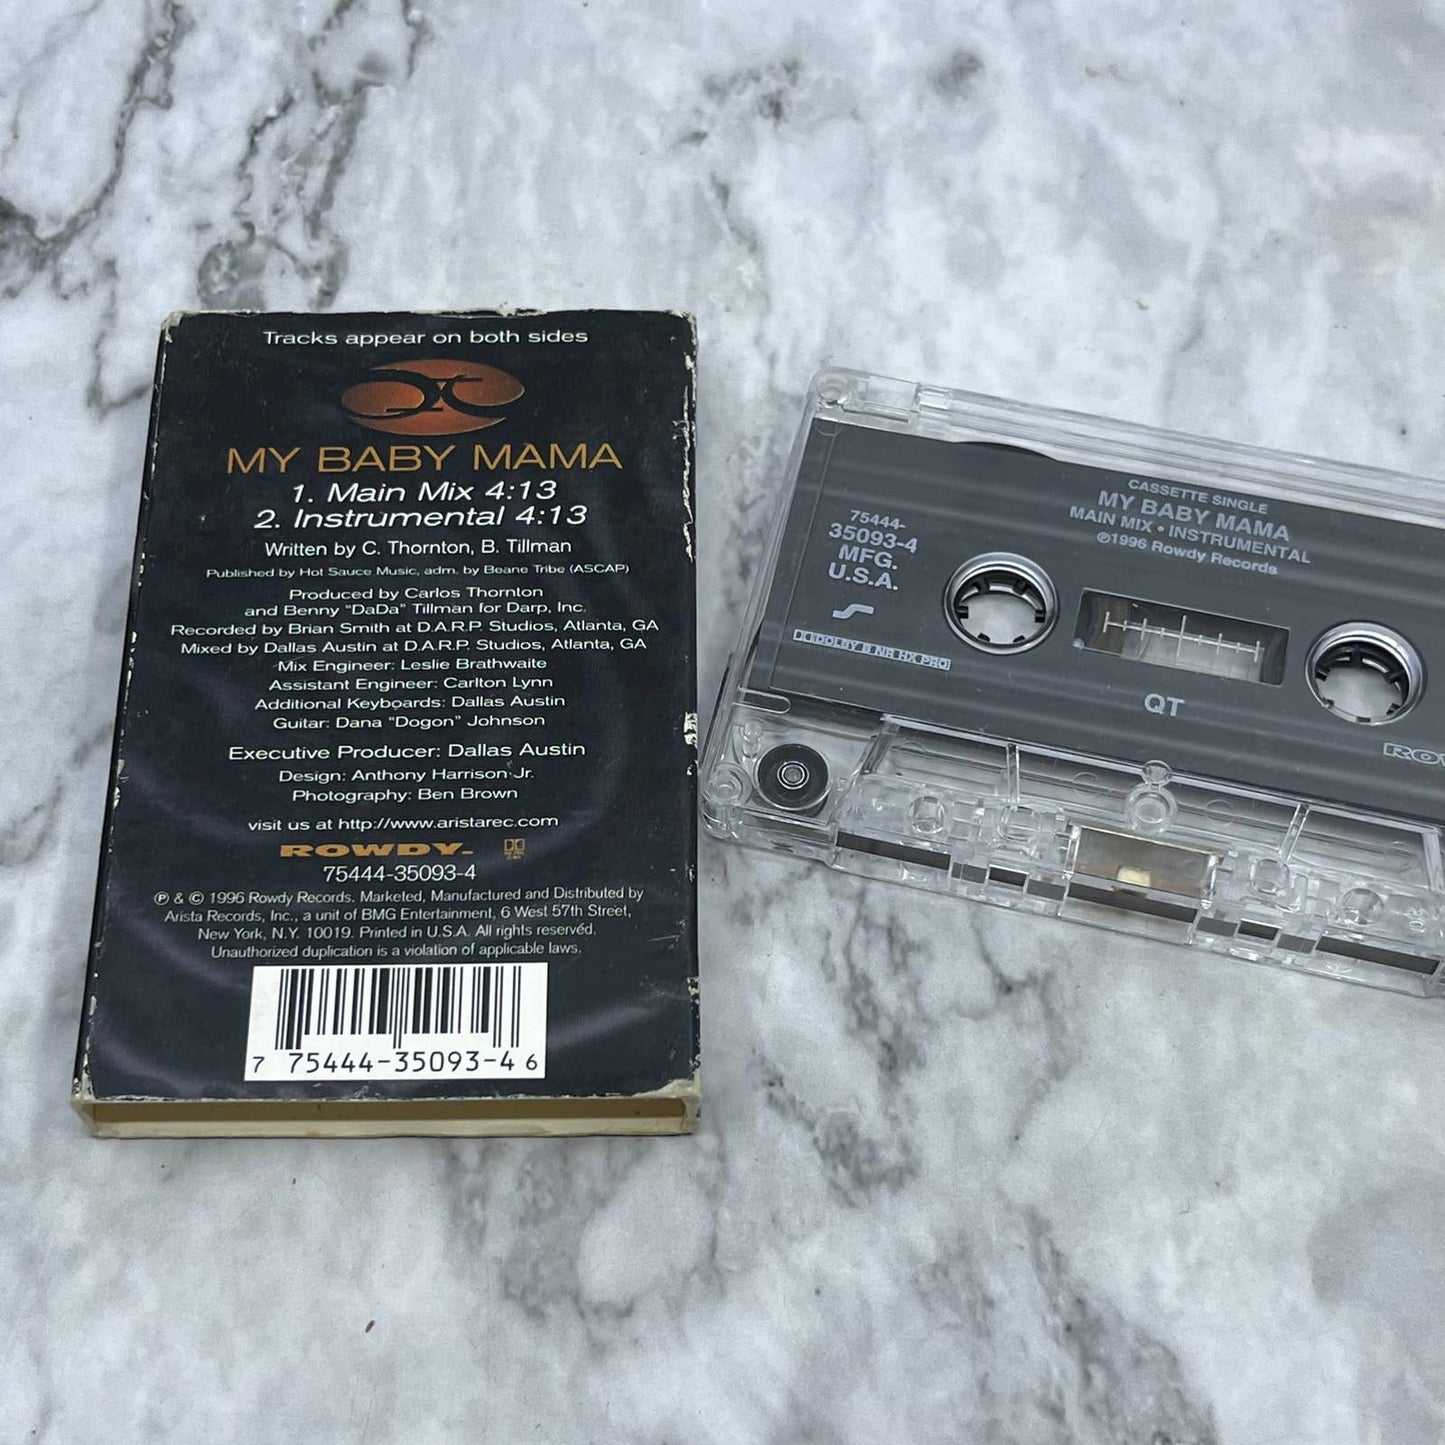 Tracks appear on both sides
MY BABY MAMA
1. Main Mix 4:13
2. Instrumental 4:13
Written by C. Thornton, B. Tillman
Published by Hot Sauce Music, adm. by Beane Tribe (ASCAP)
Produced by Carlos Thornton
and Benny "DaDa" Tillman for Darp, Inc.
Recorded by Brian Smith at D.A.R.P. Studios, Atlanta, GA
Mixed by Dallas Austin at D.A.R.P. Studios, Atlanta, GA
Mix Engineer: Leslie Brathwaite
Assistant Engineer: Carlton Lynn
Additional Keyboards: Dallas Austin
Guitar: Dana "Dogon" Johnson
Executive Producer: Dallas Austin
Design: Anthony Harrison Jr.
Photography: Ben Brown
visit us at http://www.aristarec.com
ROWDY.
75444-35093-4
℗ & © 1996 Rowdy Records. Marketed, Manufactured and Distributed by
Arista Records, Inc., a unit of BMG Entertainment, 6 West 57th Street,
New York, N.Y. 10019. Printed in U.S.A. All rights reserved.
Unauthorized duplication is a violation of applicable laws.
7 75444-35093-4 6
CASSETTE SINGLE
MY BABY MAMA
MAIN MIX • INSTRUMENTAL
℗1996 Rowdy Records
75444-
35093-4
MFG.
U.S.A.
DOLBY B NR HX PRO
QT